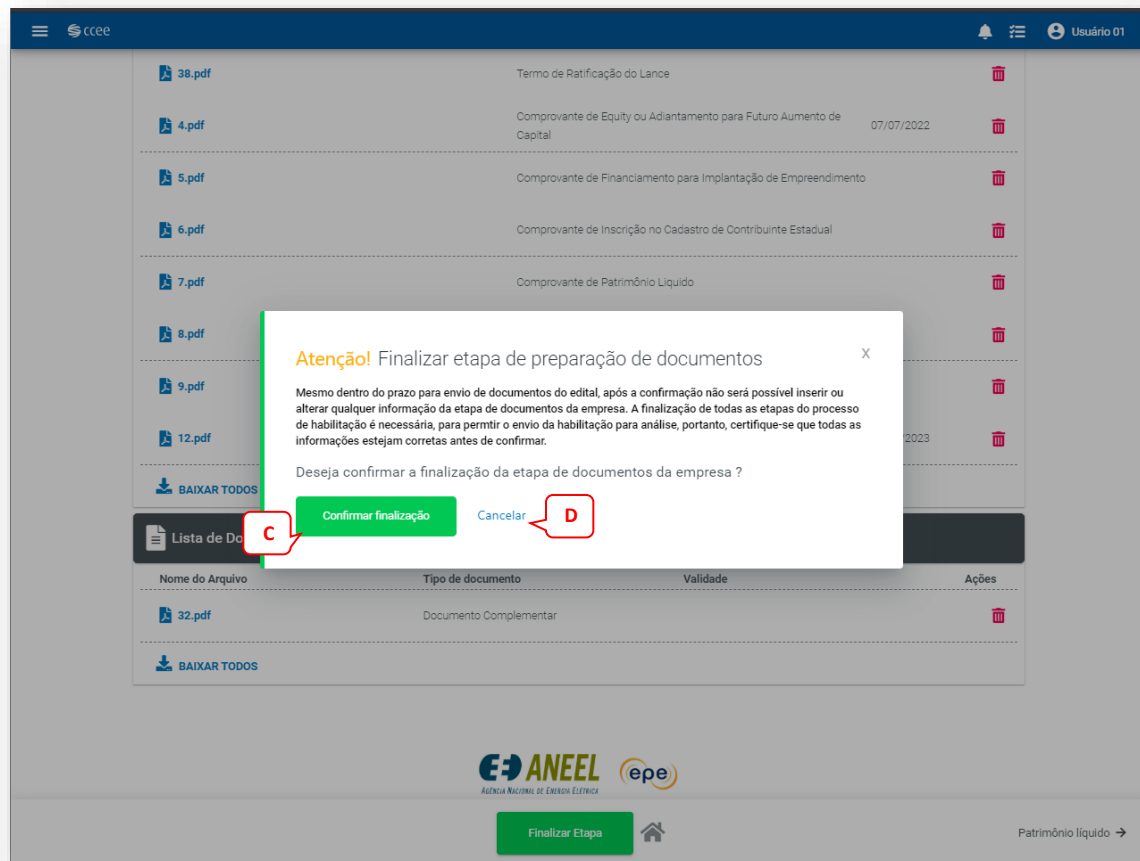 ccee
Usuário 01
38.pdf Termo de Ratificação do Lance
4.pdf Comprovante de Equity ou Adiantamento para Futuro Aumento de Capital 07/07/2022
5.pdf Comprovante de Financiamento para Implantação de Empreendimento
6.pdf Comprovante de Inscrição no Cadastro de Contribuinte Estadual
7.pdf Comprovante de Patrimônio Liquido
8.pdf
9.pdf
12.pdf /2023
BAIXAR TODOS
Atenção! Finalizar etapa de preparação de documentos X
Mesmo dentro do prazo para envio de documentos do edital, após a confirmação não será possível inserir ou
alterar qualquer informação da etapa de documentos da empresa. A finalização de todas as etapas do processo
de habilitação é necessária, para permtir o envio da habilitação para análise, portanto, certifique-se que todas as
informações estejam corretas antes de confirmar.
Deseja confirmar a finalização da etapa de documentos da empresa ?
Confirmar finalização Cancelar
C D
Lista de Do
Nome do Arquivo Tipo de documento Validade Ações
32.pdf Documento Complementar
BAIXAR TODOS
ANEEL epe
Agência Nacional de Energia Elétrica
Finalizar Etapa Patrimônio líquido →